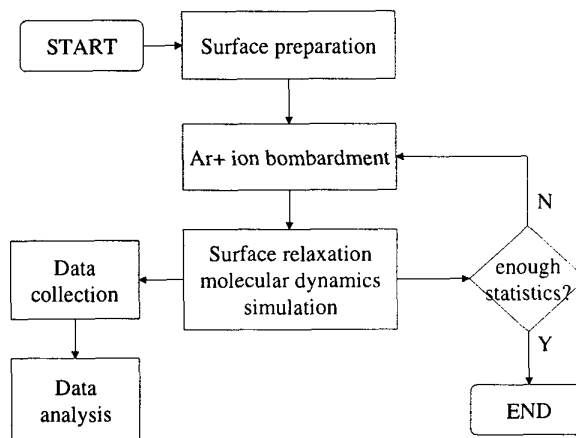 START
Surface preparation
Ar+ ion bombardment
N
Surface relaxation
molecular dynamics
simulation
Data
collection
enough
statistics?
Y
Data
analysis
END